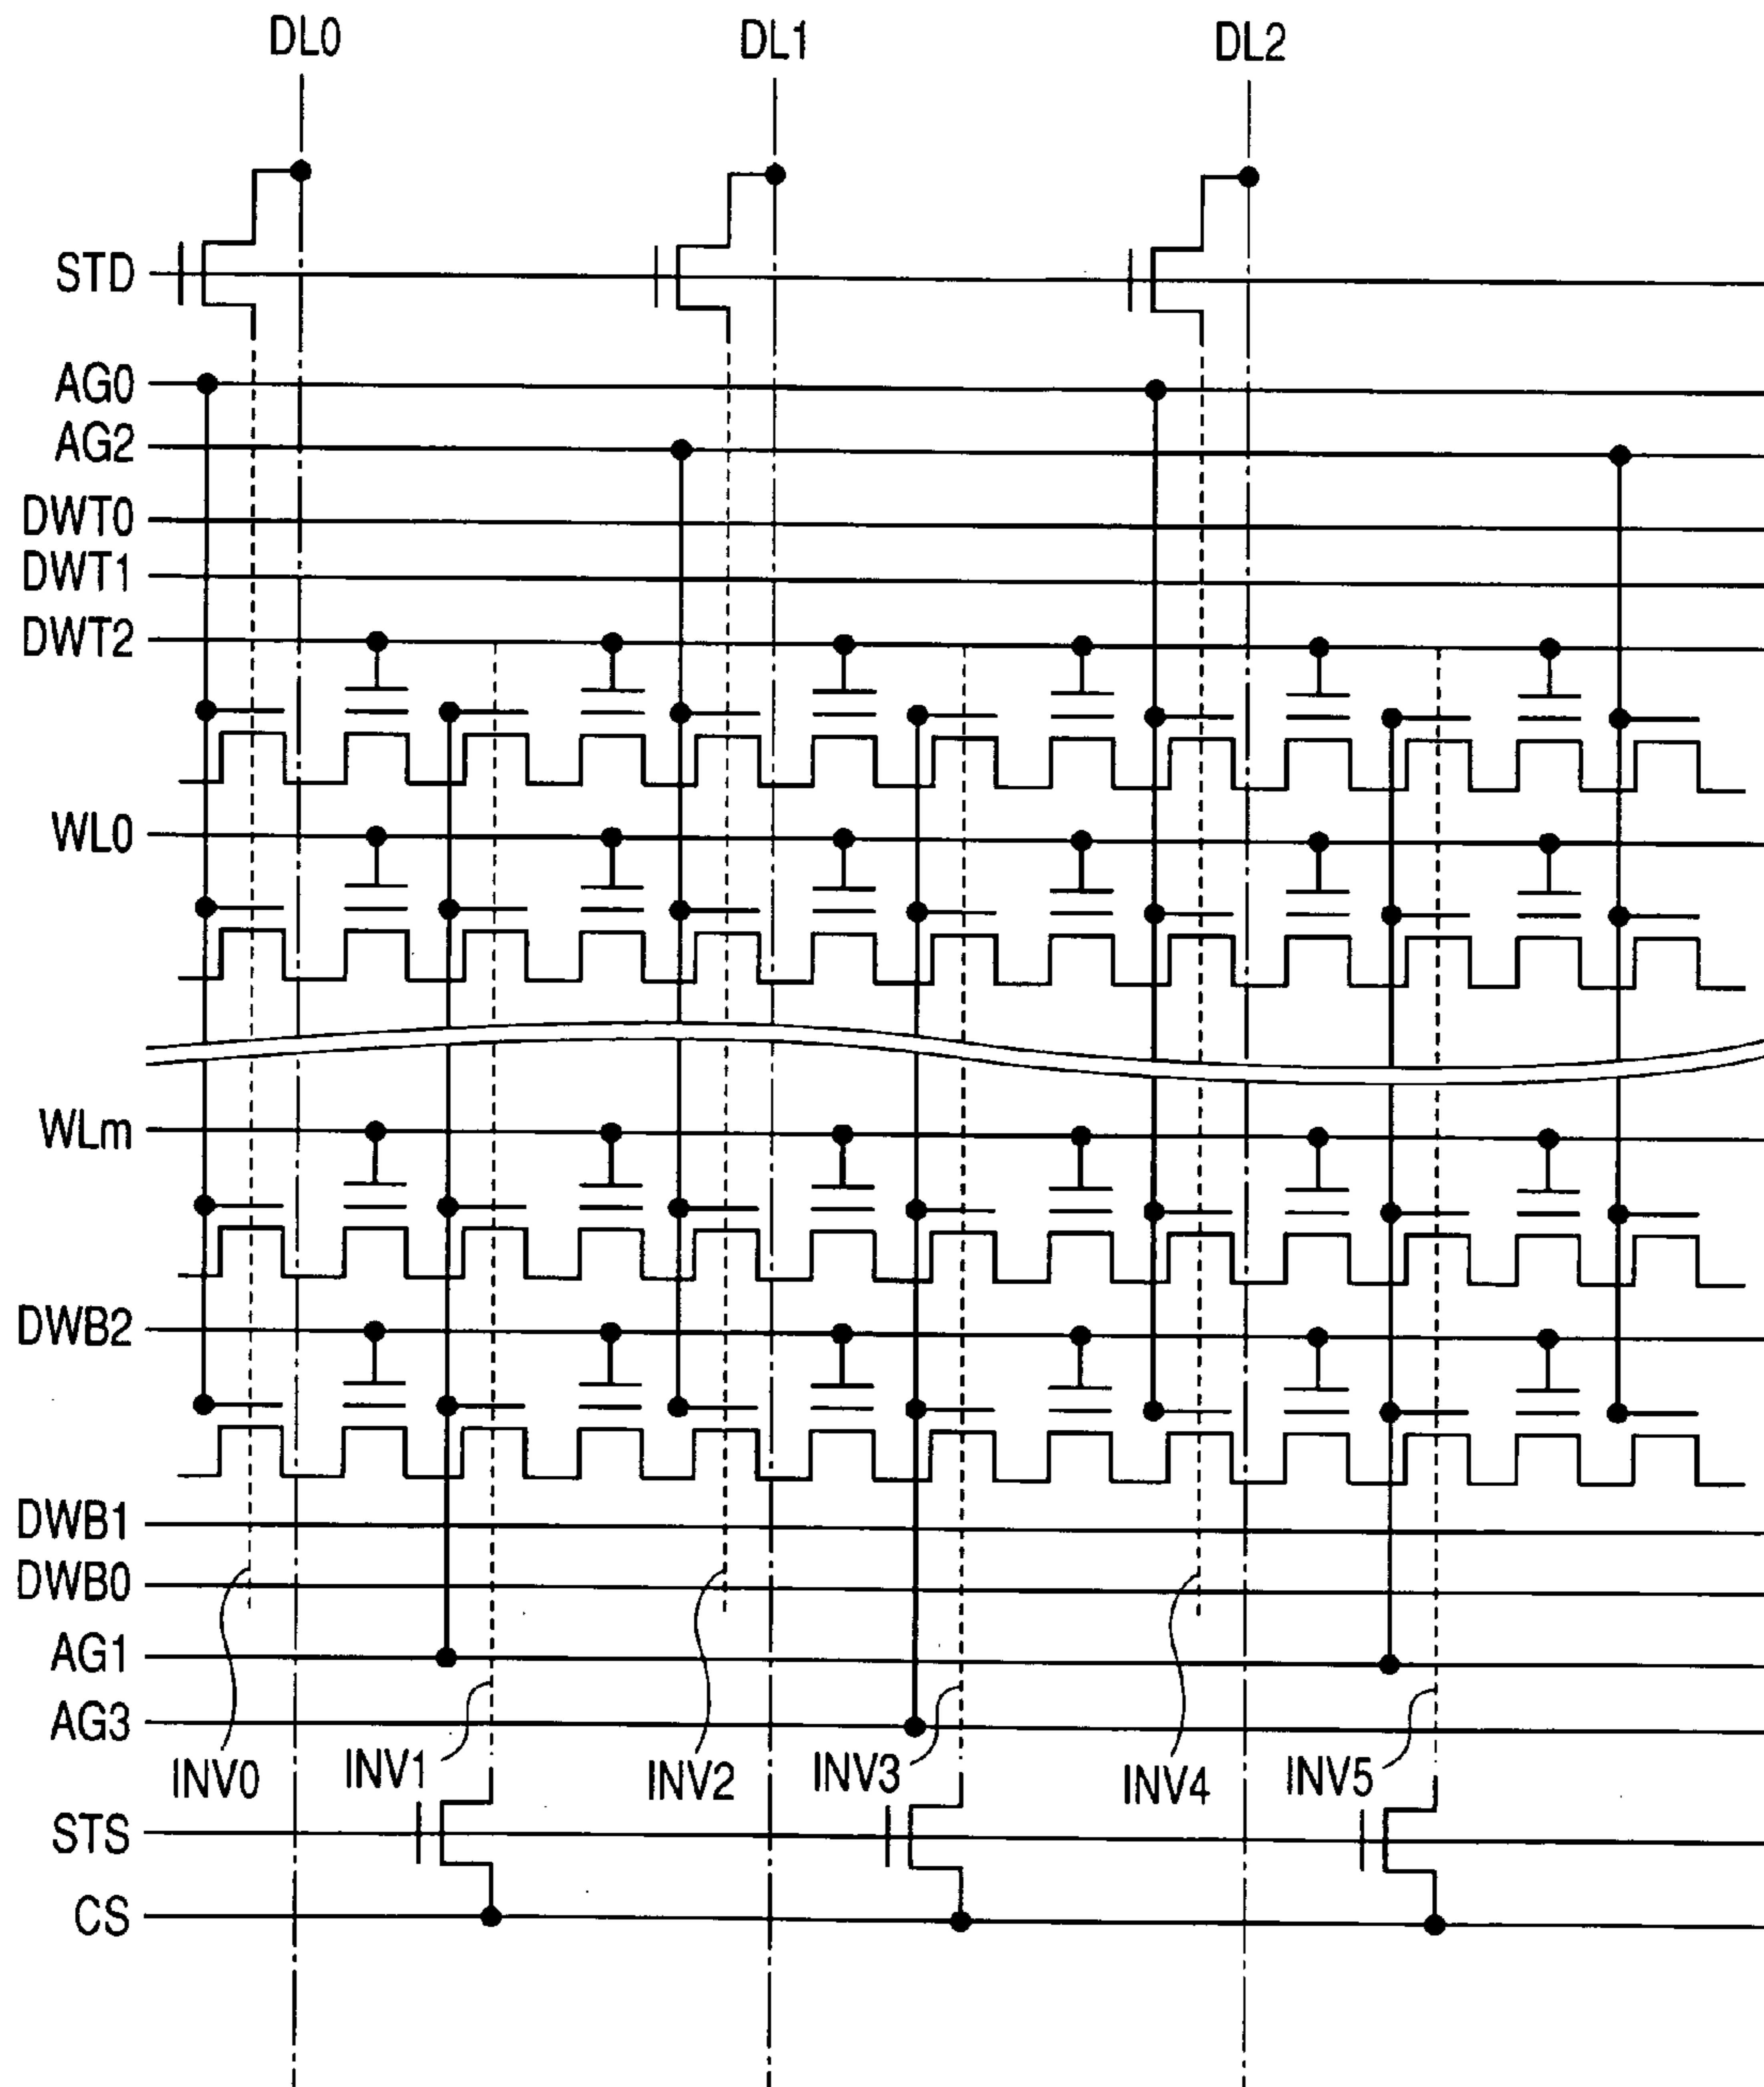 DL0 DL1 DL2
STD
AG0
AG2
DWT0
DWT1
DWT2
WL0
WLm
DWB2
DWB1
DWB0
AG1
AG3
INV0 INV1 INV2 INV3 INV4 INV5
STS
CS